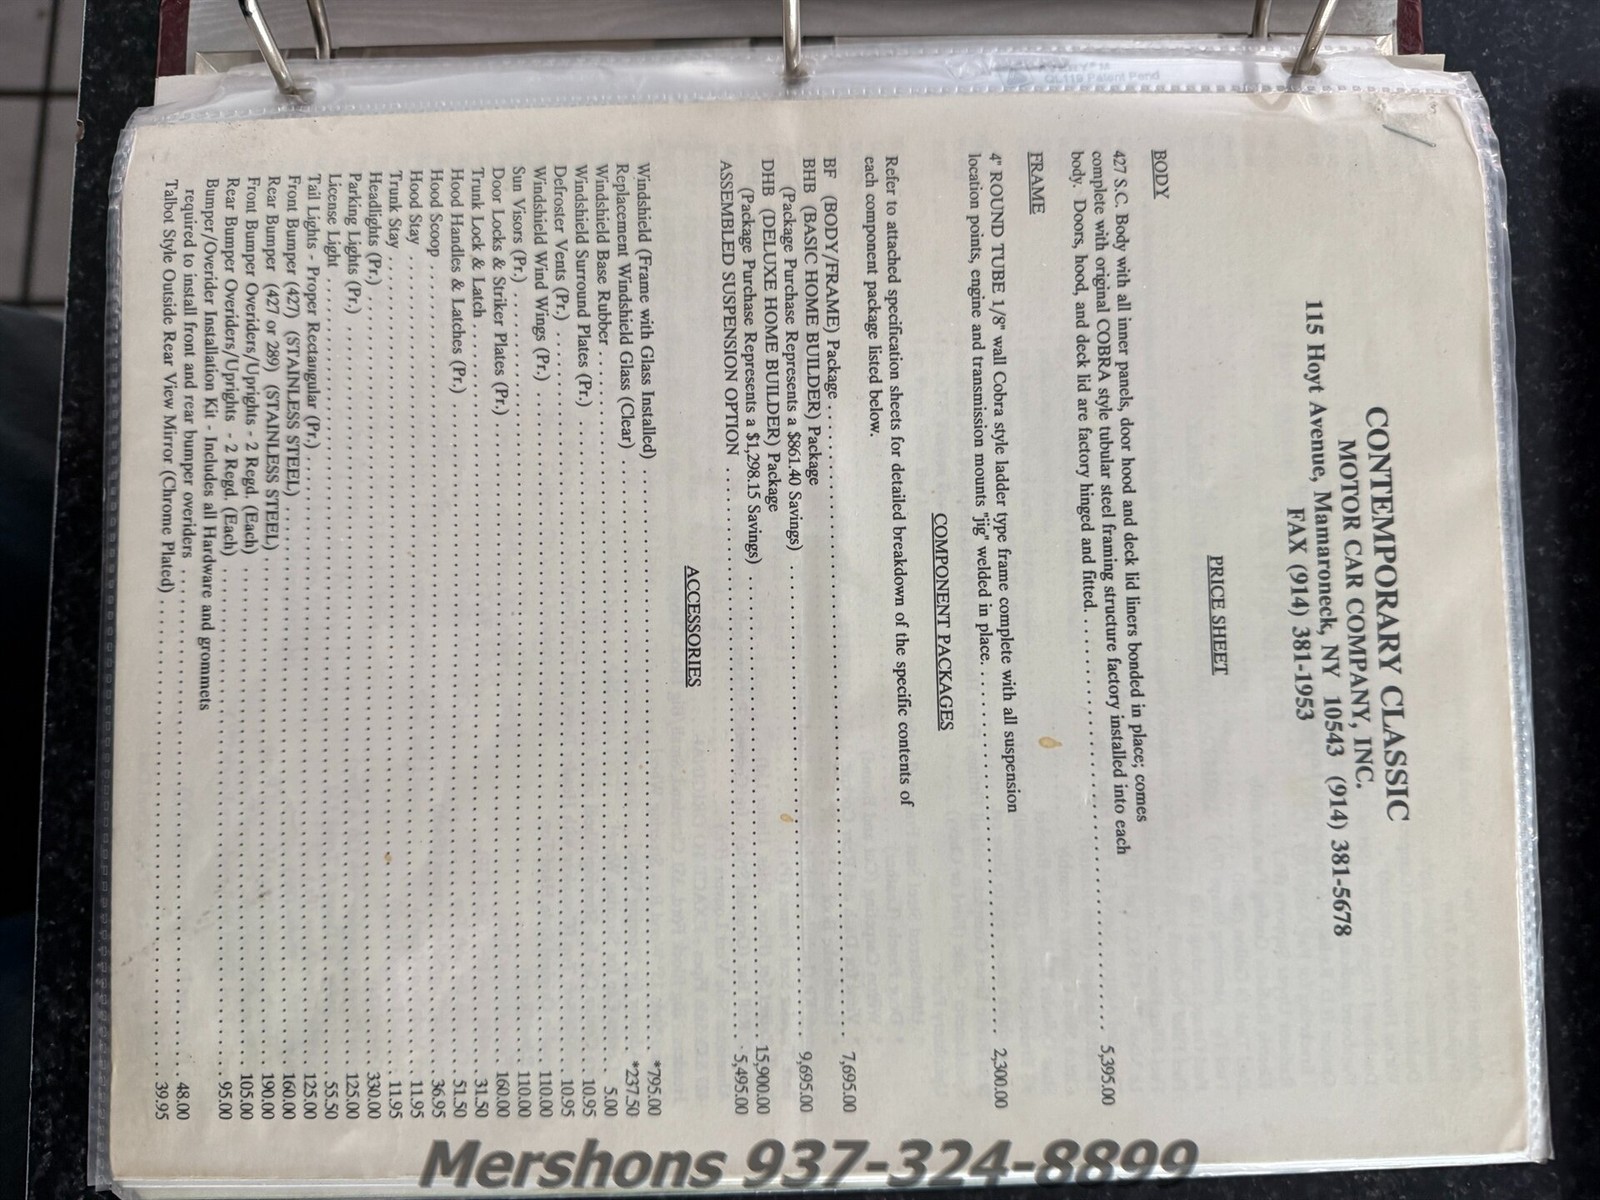 CONTEMPORARY CLASSIC
MOTOR CAR COMPANY, INC.
115 Hoyt Avenue, Mamaroneck, NY 10543 (914) 381-5678
FAX (914) 381-1953
PRICE SHEET
BODY
427 S.C. Body with all inner panels, door hood and deck lid liners bonded in place; comes
complete with original COBRA style tubular steel framing structure factory installed into each
body. Doors, hood, and deck lid are factory hinged and fited. . . . . . . . . . 5,395.00
FRAME
4" ROUND TUBE 1/8" wall Cobra style ladder type frame complete with all suspension
location points, engine and transmission mounts "jig" welded in place. . . . . . . . . . 2,300.00
COMPONENT PACKAGES
Refer to attached specification sheets for detailed breakdown of the specific contents of
each component package listed below.
BF (BODY/FRAME) Package . . . . . . . . . . 7,695.00
BHB (BASIC HOME BUILDER) Package
(Package Purchase Represents a $861.40 Savings) . . . . . . . . . . 9,695.00
DHB (DELUXE HOME BUILDER) Package
(Package Purchase Represents a $1,298.15 Savings) . . . . . . . . . . 15,900.00
ASSEMBLED SUSPENSION OPTION . . . . . . . . . . 5,495.00
ACCESSORIES
Windshield (Frame with Glass Installed) . . . . . . . . . . *795.00
Replacement Windshield Glass (Clear) . . . . . . . . . . *237.50
Windshield Base Rubber . . . . . . . . . . 5.00
Windshield Surround Plates (Pr.) . . . . . . . . . . 10.95
Defroster Vents (Pr.) . . . . . . . . . . 10.95
Windshield Wind Wings (Pr.) . . . . . . . . . . 110.00
Sun Visors (Pr.) . . . . . . . . . . 110.00
Door Locks & Striker Plates (Pr.) . . . . . . . . . . 160.00
Trunk Lock & Latch . . . . . . . . . . 31.50
Hood Handles & Latches (Pr.) . . . . . . . . . . 51.50
Hood Scoop . . . . . . . . . . 36.95
Hood Stay . . . . . . . . . . 11.95
Trunk Stay . . . . . . . . . . 11.95
Headlights (Pr.) . . . . . . . . . . 330.00
Parking Lights (Pr.) . . . . . . . . . . 125.00
License Light . . . . . . . . . . 55.50
Tail Lights - Proper Rectangular (Pr.) . . . . . . . . . . 125.00
Front Bumper (427) (STAINLESS STEEL) . . . . . . . . . . 160.00
Rear Bumper (427 or 289) (STAINLESS STEEL) . . . . . . . . . . 190.00
Front Bumper Overiders/Uprights - 2 Reqd. (Each) . . . . . . . . . . 105.00
Rear Bumper Overiders/Uprights - 2 Reqd. (Each) . . . . . . . . . . 95.00
Bumper/Overider Installation Kit - Includes all Hardware and grommets
required to install front and rear bumper overiders . . . . . . . . . . 48.00
Talbot Style Outside Rear View Mirror (Chrome Plated) . . . . . . . . . . 39.95
Mershons 937-324-8899